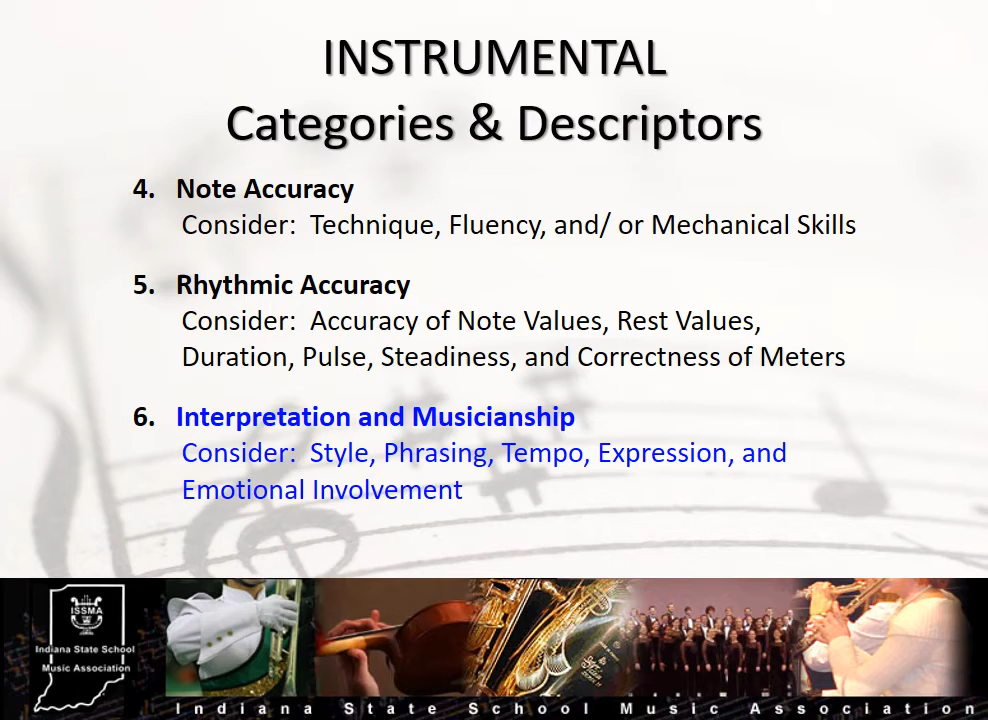 INSTRUMENTAL
Categories & Descriptors
4. Note Accuracy
Consider: Technique, Fluency, and/ or Mechanical Skills
5. Rhythmic Accuracy
Consider: Accuracy of Note Values, Rest Values,
Duration, Pulse, Steadiness, and Correctness of Meters
6. Interpretation and Musicianship
Consider: Style, Phrasing, Tempo, Expression, and
Emotional Involvement
ISSMA
Indiana State School
Music Association
Indiana State School Music Association